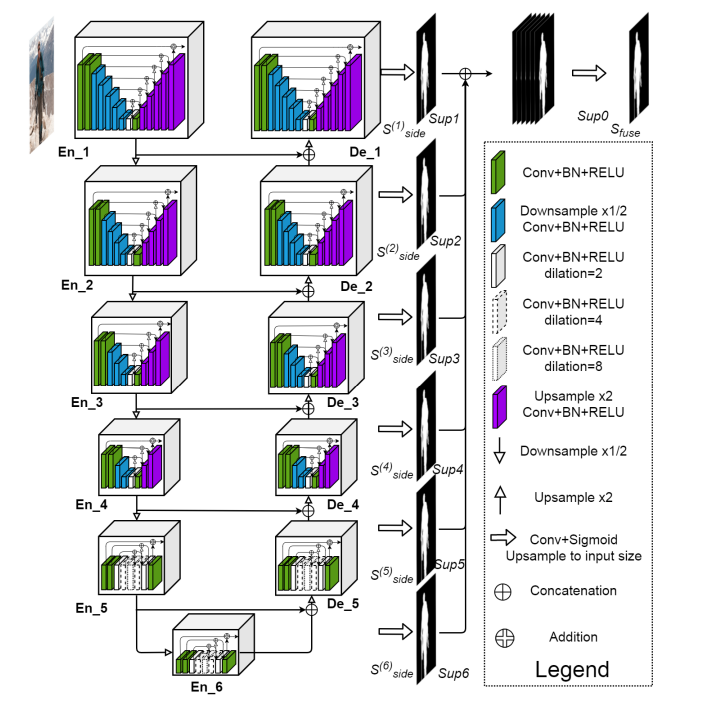 En_1
De_1
S(1)side
Sup1
Sup0
Sfuse
En_2
De_2
S(2)side
Sup2
En_3
De_3
S(3)side
Sup3
En_4
De_4
S(4)side
Sup4
En_5
De_5
S(5)side
Sup5
En_6
S(6)side
Sup6
Conv+BN+RELU
Downsample x1/2
Conv+BN+RELU
Conv+BN+RELU
dilation=2
Conv+BN+RELU
dilation=4
Conv+BN+RELU
dilation=8
Upsample x2
Conv+BN+RELU
Downsample x1/2
Upsample x2
Conv+Sigmoid
Upsample to input size
Concatenation
Addition
Legend